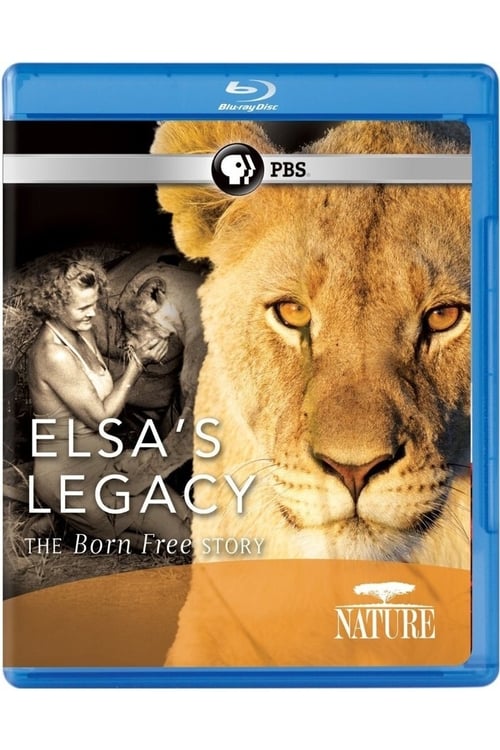 Blu-ray Disc
PBS
ELSA'S
LEGACY
THE Born Free STORY
NATURE